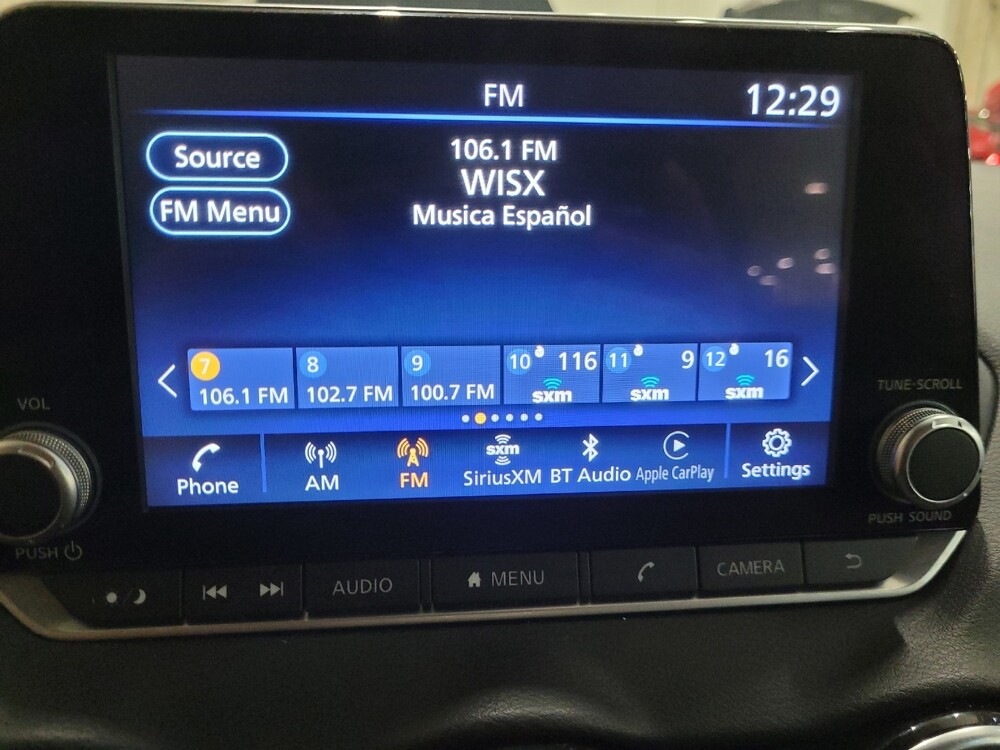 FM
12:29
Source
106.1 FM
WISX
FM Menu
Musica Español
7
106.1 FM
8
102.7 FM
9
100.7 FM
10 116
sxm
11 9
sxm
12 16
sxm
Phone
AM
FM
sxm
SiriusXM
BT Audio
Apple CarPlay
Settings
VOL
PUSH
TUNE·SCROLL
PUSH SOUND
AUDIO
MENU
CAMERA